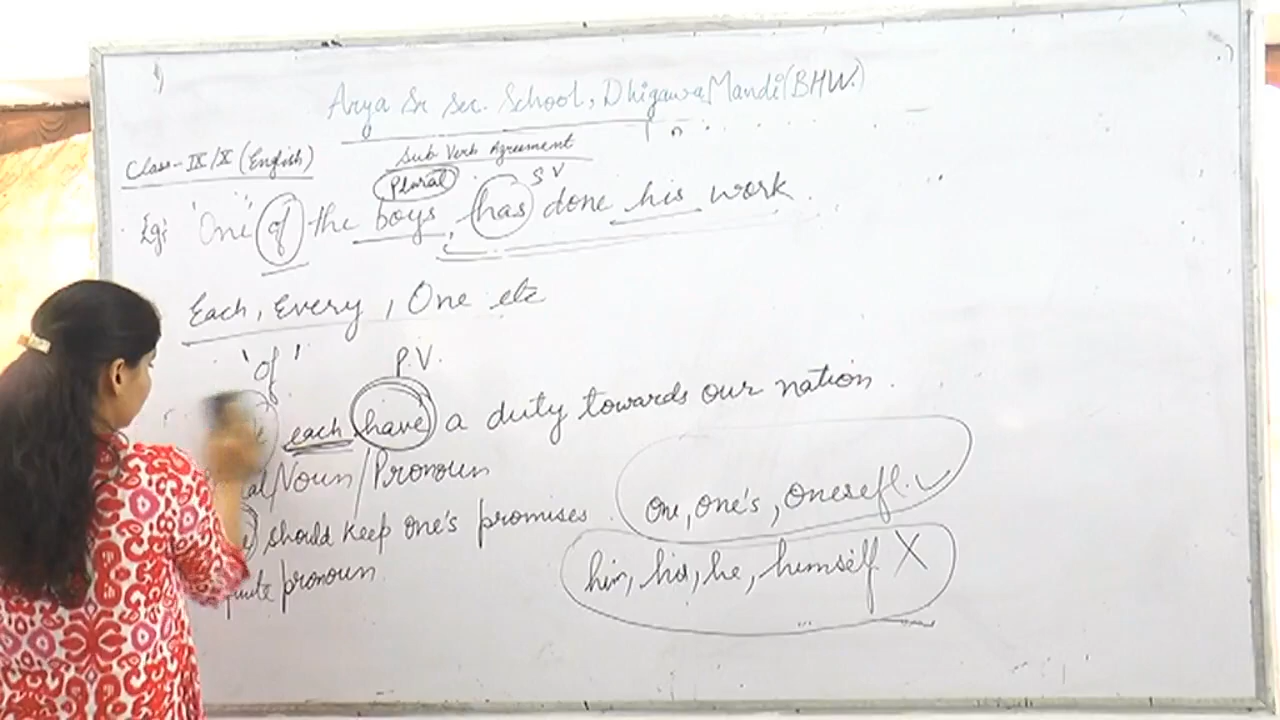 Arya Sr Sec. School, Dhigawa Mandi (BHW.)
Class-IX/X (English)
Sub Verb Agreement
Plural
S V
Eg: 'One' of the boys, has done his work.
Each, Every, One etc
'of'
P.V.
each have a duty towards our nation.
Noun/Pronoun
should keep one's promises.
one, one's, oneself. ✓
him, his, he, himself X
pronoun